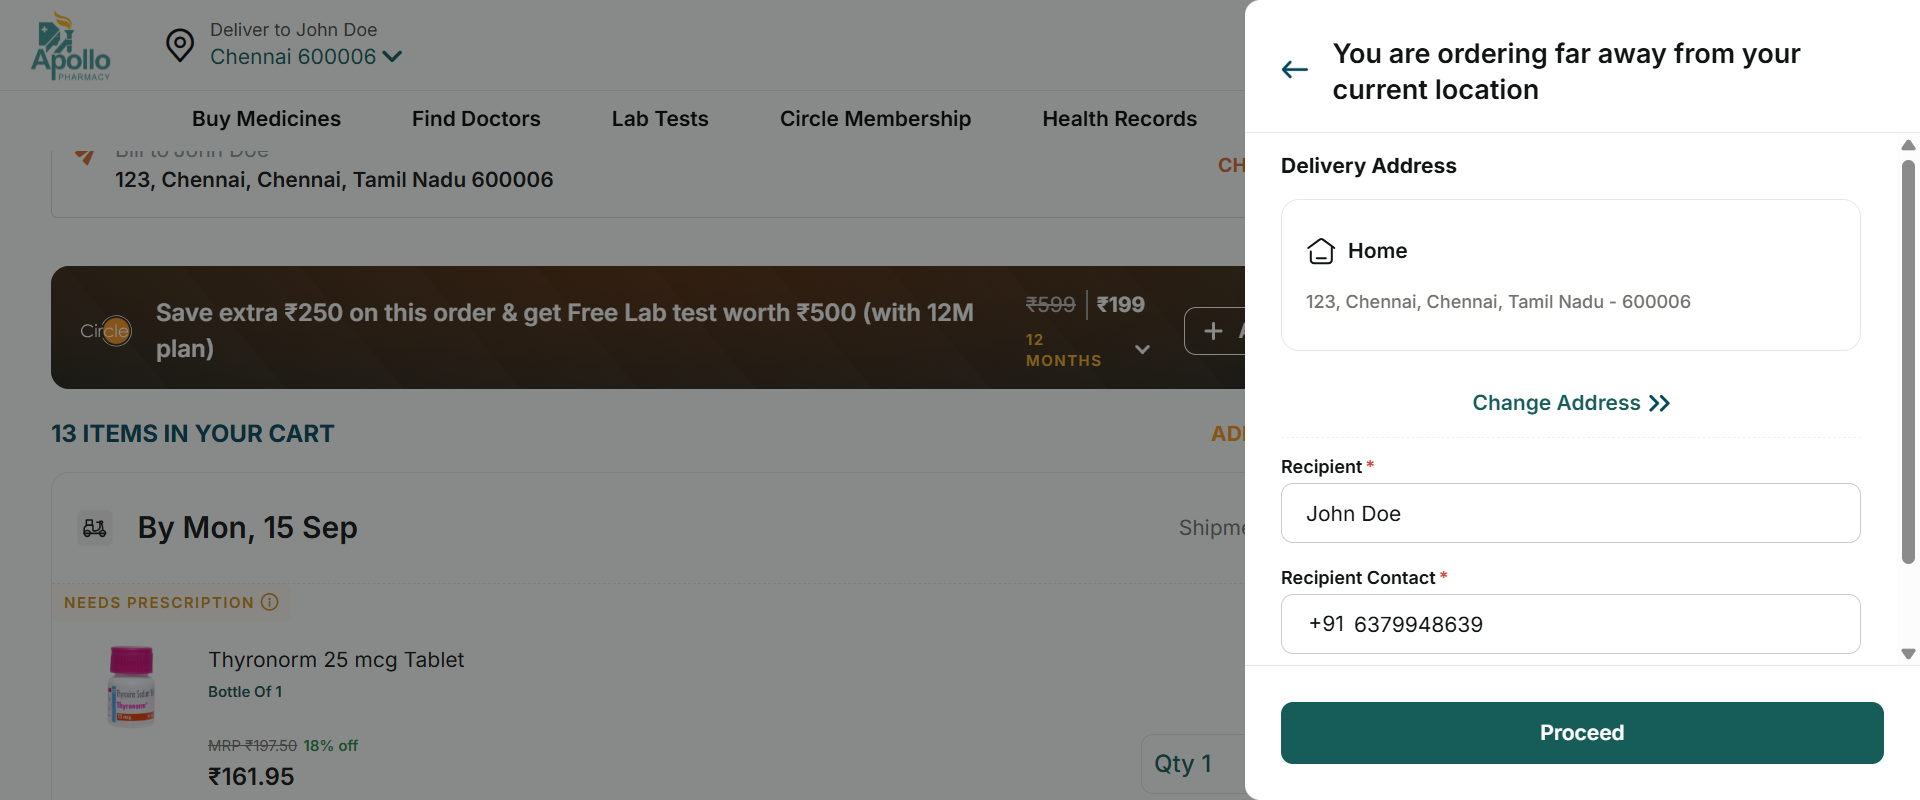 Apollo
PHARMACY
Deliver to John Doe
Chennai 600006
Buy Medicines
Find Doctors
Lab Tests
Circle Membership
Health Records
Bill to John Doe
123, Chennai, Chennai, Tamil Nadu 600006
Circle
Save extra ₹250 on this order & get Free Lab test worth ₹500 (with 12M
plan)
₹599 ₹199
12
MONTHS
13 ITEMS IN YOUR CART
By Mon, 15 Sep
NEEDS PRESCRIPTION
Thyronorm 25 mcg Tablet
Bottle Of 1
MRP ₹197.50 18% off
₹161.95
Qty 1
You are ordering far away from your
current location
Delivery Address
Home
123, Chennai, Chennai, Tamil Nadu - 600006
Change Address
Recipient *
John Doe
Recipient Contact *
+91 6379948639
Proceed